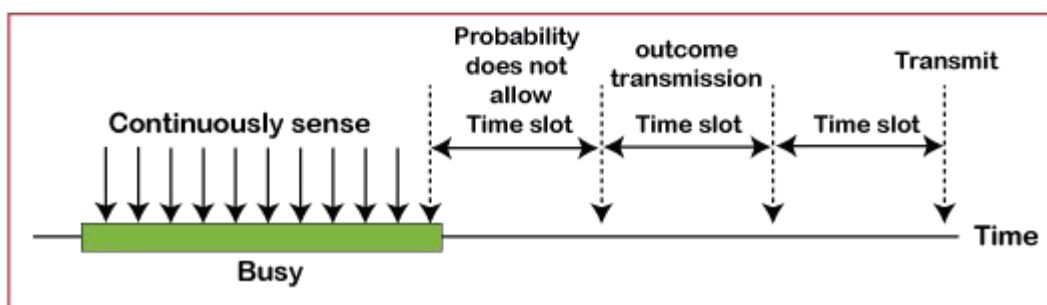 Probability
does not
allow
outcome
transmission
Transmit
Continuously sense
Time slot
Time slot
Time slot
Time
Busy